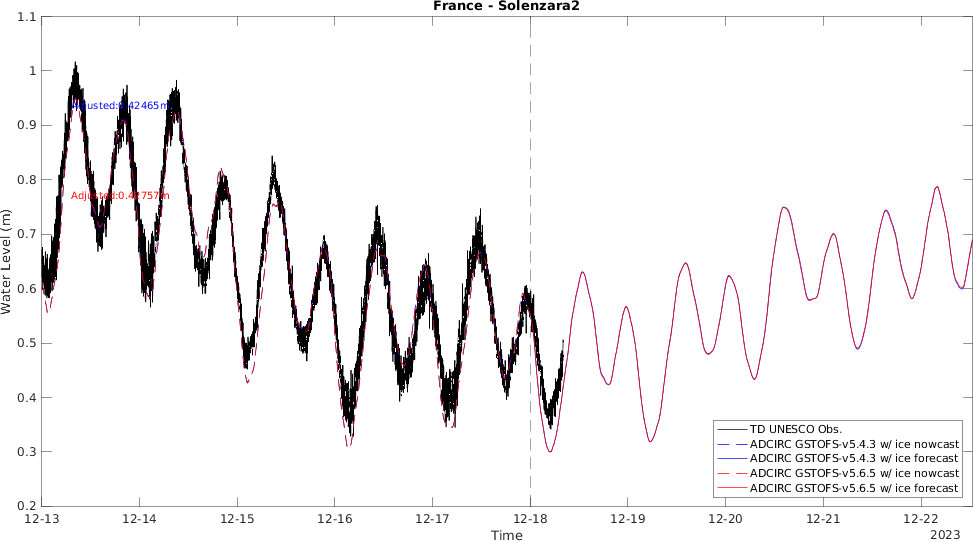 France - Solenzara2
1.1
1
0.9
0.8
0.7
0.6
0.5
0.4
0.3
0.2
Water Level (m)
Adjusted:0.42465m
Adjusted:0.42757m
TD UNESCO Obs.
ADCIRC GSTOFS-v5.4.3 w/ ice nowcast
ADCIRC GSTOFS-v5.4.3 w/ ice forecast
ADCIRC GSTOFS-v5.6.5 w/ ice nowcast
ADCIRC GSTOFS-v5.6.5 w/ ice forecast
12-13 12-14 12-15 12-16 12-17 12-18 12-19 12-20 12-21 12-22
Time
2023